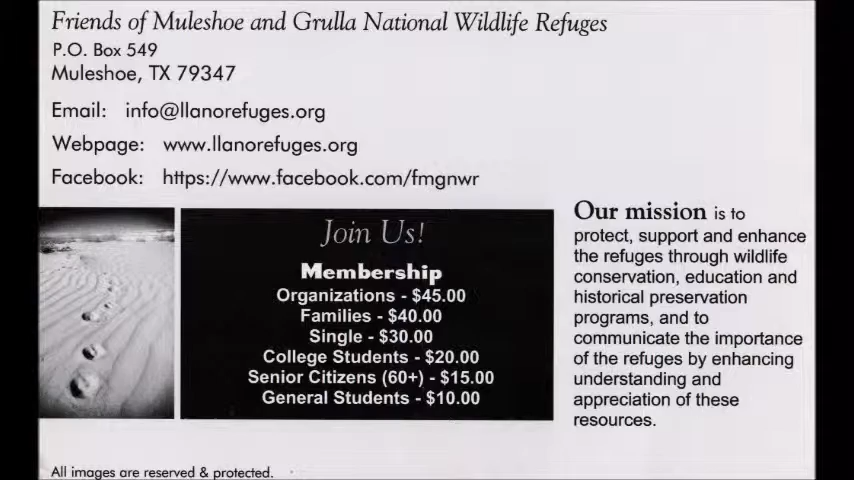 Friends of Muleshoe and Grulla National Wildlife Refuges
P.O. Box 549
Muleshoe, TX 79347
Email: info@llanorefuges.org
Webpage: www.llanorefuges.org
Facebook: https://www.facebook.com/fmgnwr
Join Us!
Membership
Organizations - $45.00
Families - $40.00
Single - $30.00
College Students - $20.00
Senior Citizens (60+) - $15.00
General Students - $10.00
Our mission is to
protect, support and enhance
the refuges through wildlife
conservation, education and
historical preservation
programs, and to
communicate the importance
of the refuges by enhancing
understanding and
appreciation of these
resources.
All images are reserved & protected.